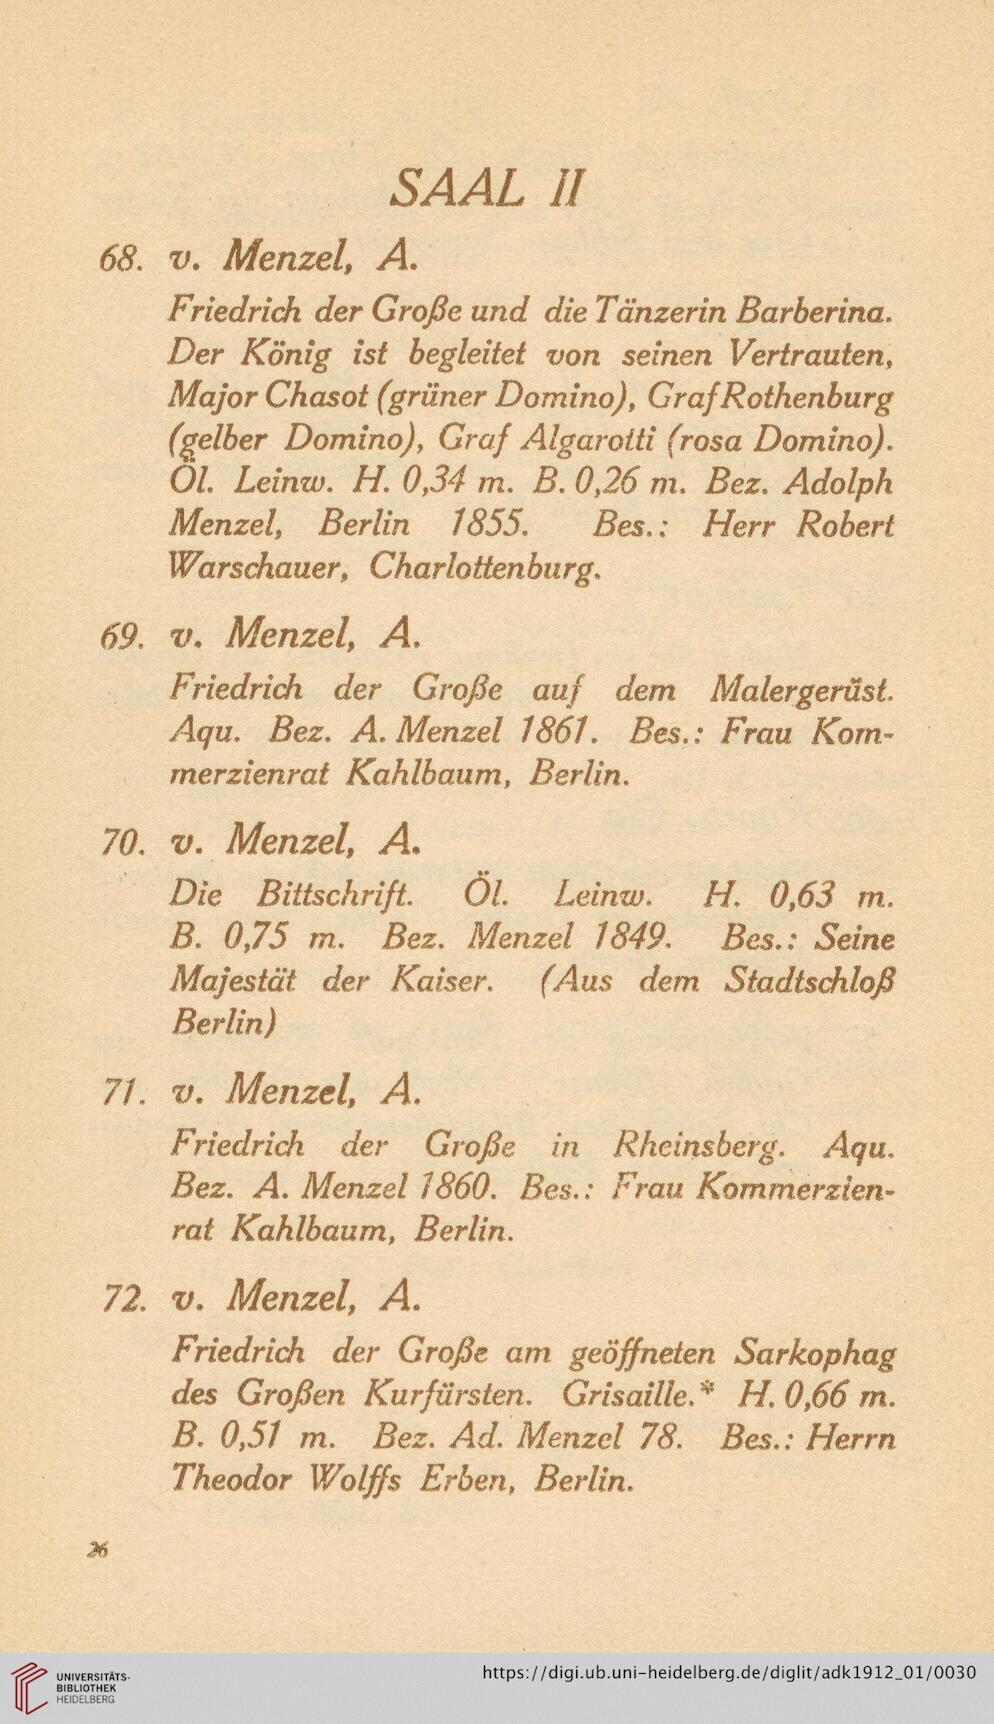 SAAL II
68. v. Menzel, A.
Friedrich der Große und die Tänzerin Barberina.
Der König ist begleitet von seinen Vertrauten,
Major Chasot (grüner Domino), Graf Rothenburg
(gelber Domino), Graf Algarotti (rosa Domino).
Öl. Leinw. H. 0,34 m. B. 0,26 m. Bez. Adolph
Menzel, Berlin 1855. Bes.: Herr Robert
Warschauer, Charlottenburg.
69. v. Menzel, A.
Friedrich der Große auf dem Malergerüst.
Aqu. Bez. A. Menzel 1861. Bes.: Frau Kom-
merzienrat Kahlbaum, Berlin.
70. v. Menzel, A.
Die Bittschrift. Öl. Leinw. H. 0,63 m.
B. 0,75 m. Bez. Menzel 1849. Bes.: Seine
Majestät der Kaiser. (Aus dem Stadtschloß
Berlin)
71. v. Menzel, A.
Friedrich der Große in Rheinsberg. Aqu.
Bez. A. Menzel 1860. Bes.: Frau Kommerzien-
rat Kahlbaum, Berlin.
72. v. Menzel, A.
Friedrich der Große am geöffneten Sarkophag
des Großen Kurfürsten. Grisaille.* H. 0,66 m.
B. 0,51 m. Bez. Ad. Menzel 78. Bes.: Herrn
Theodor Wolffs Erben, Berlin.
26
UNIVERSITÄTS-
BIBLIOTHEK
HEIDELBERG
https://digi.ub.uni-heidelberg.de/diglit/adk1912_01/0030